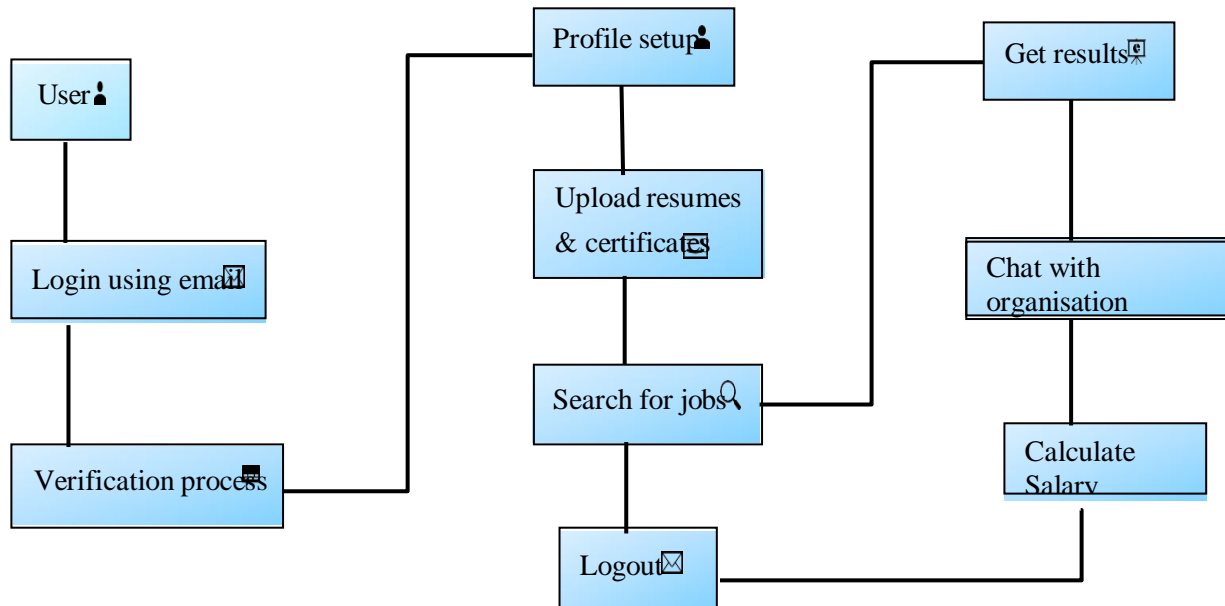 User
Login using email
Verification process
Profile setup
Upload resumes
& certificates
Search for jobs
Logout
Get results
Chat with
organisation
Calculate
Salary